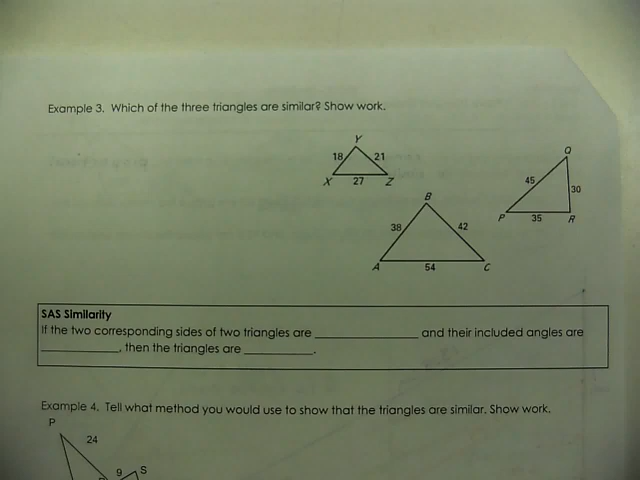 Example 3. Which of the three triangles are similar? Show work.
Y
18 21
X 27 Z
Q
45 30
P 35 R
B
38 42
A 54 C
SAS Similarity
If the two corresponding sides of two triangles are ________________ and their included angles are
____________, then the triangles are ___________.
Example 4. Tell what method you would use to show that the triangles are similar. Show work.
P
24
9 S